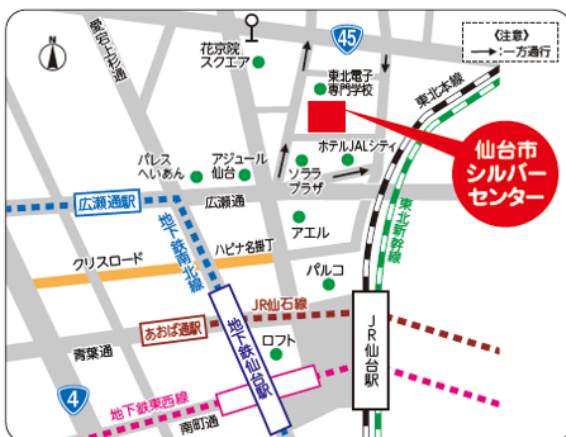 愛宕上杉通
花京院
スクエア
45
《注意》
→:一方通行
東北電子
専門学校
東北本線
仙台市
シルバー
センター
ホテルJALシティ
パレス
へいあん
アジュール
仙台
ソララ
プラザ
広瀬通駅
広瀬通
地下鉄南北線
アエル
東北新幹線
クリスロード
ハピナ名掛丁
パルコ
JR仙石線
あおば通駅
青葉通
地下鉄仙台駅
ロフト
JR仙台駅
4
地下鉄東西線
南町通